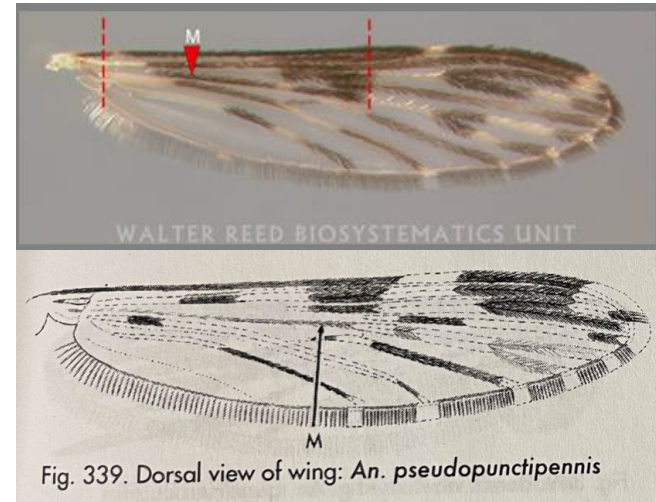 M
WALTER REED BIOSYSTEMATICS UNIT
M
Fig. 339. Dorsal view of wing: An. pseudopunctipennis